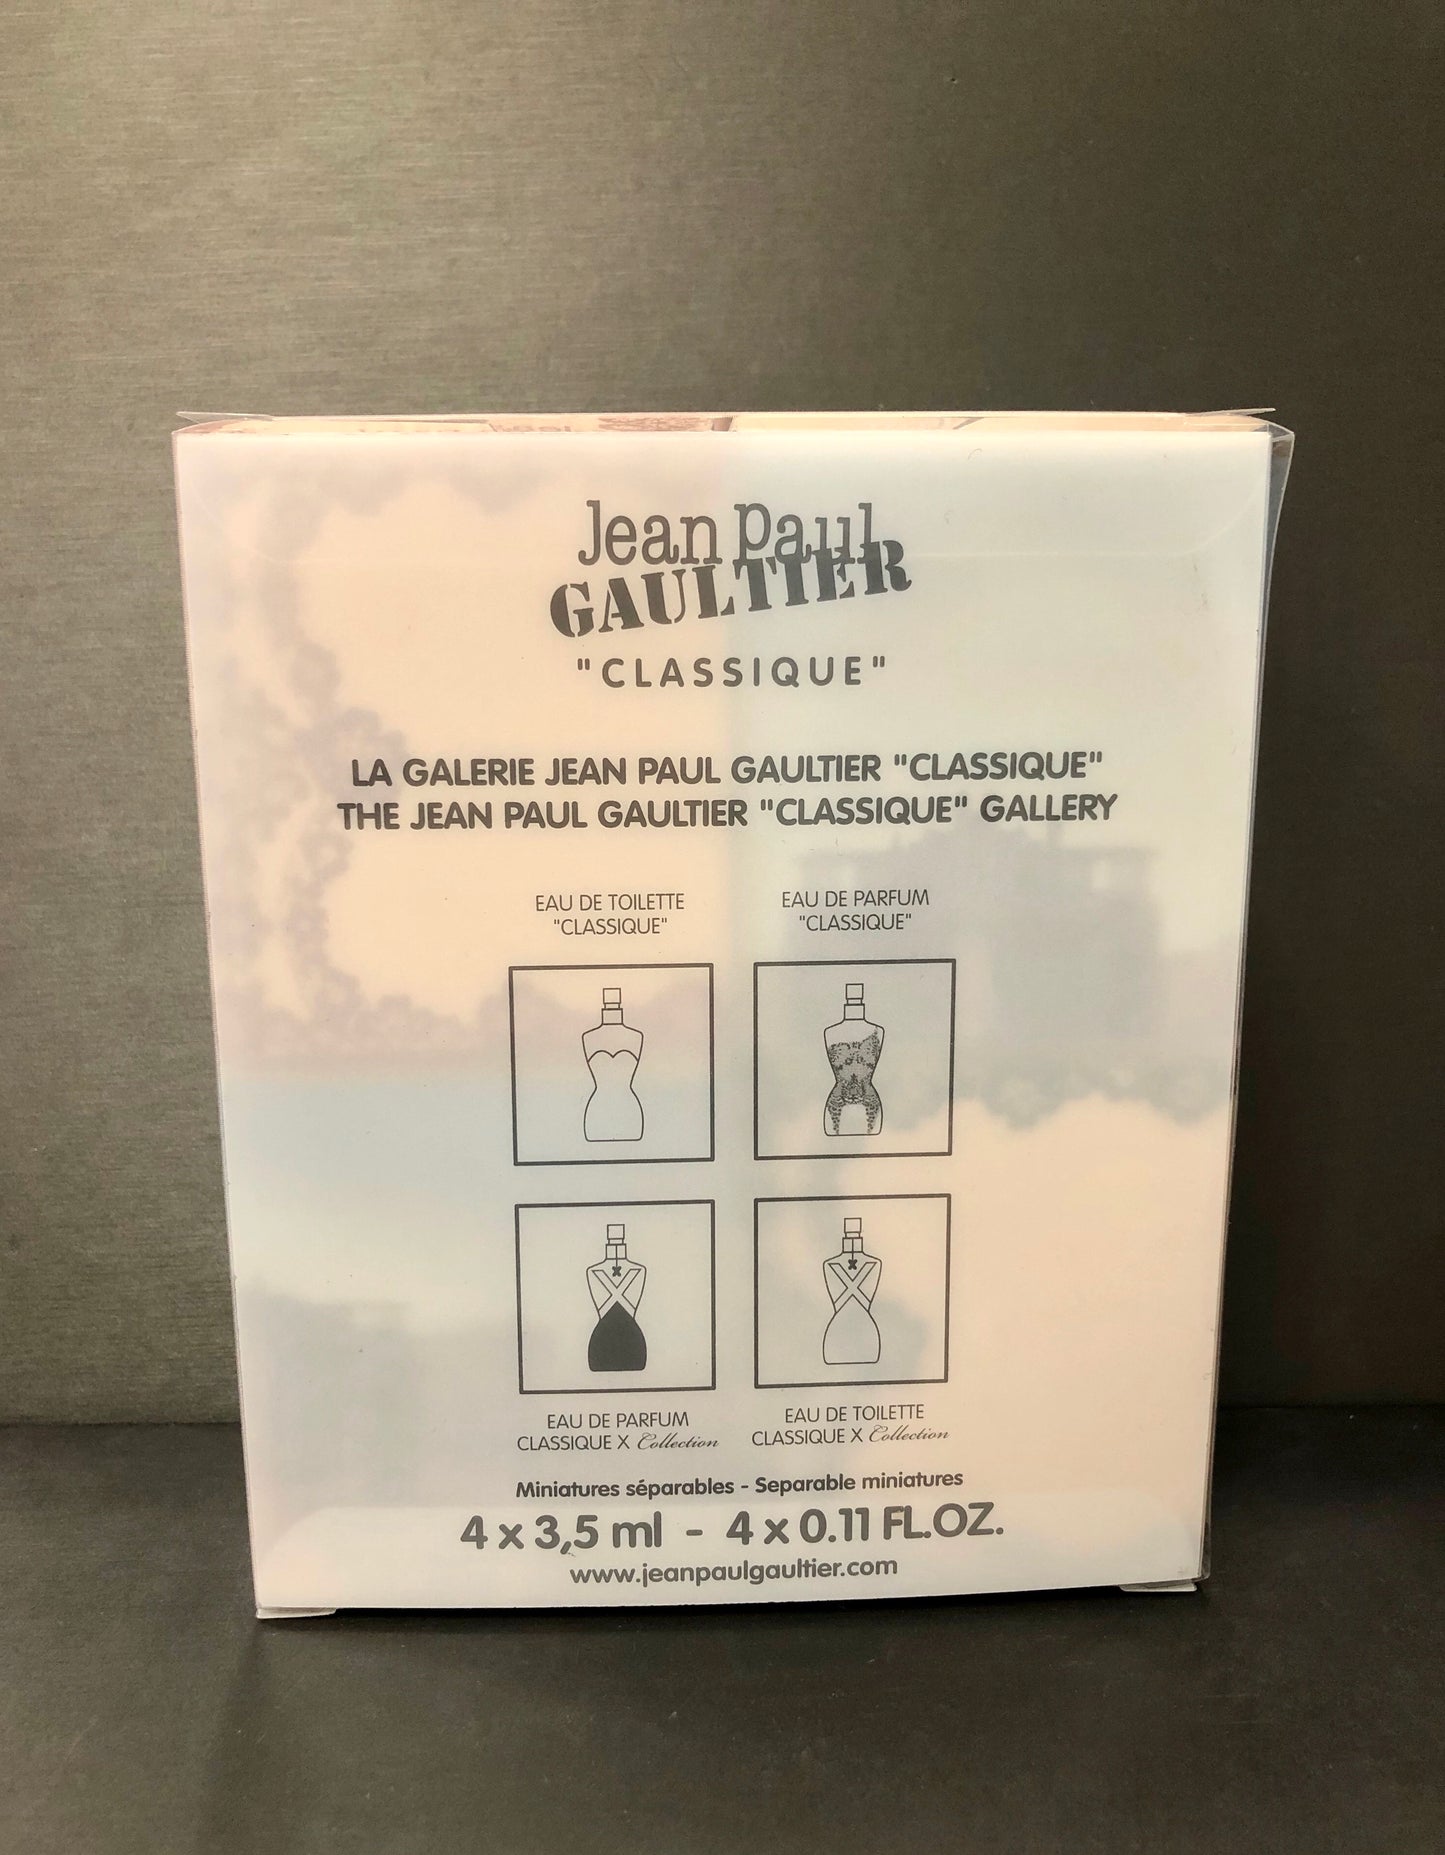 Jean Paul
GAULTIER
"CLASSIQUE"
LA GALERIE JEAN PAUL GAULTIER "CLASSIQUE"
THE JEAN PAUL GAULTIER "CLASSIQUE" GALLERY
EAU DE TOILETTE
"CLASSIQUE"
EAU DE PARFUM
"CLASSIQUE"
EAU DE PARFUM
CLASSIQUE X Collection
EAU DE TOILETTE
CLASSIQUE X Collection
Miniatures séparables - Separable miniatures
4 x 3,5 ml - 4 x 0.11 FL.OZ.
www.jeanpaulgaultier.com